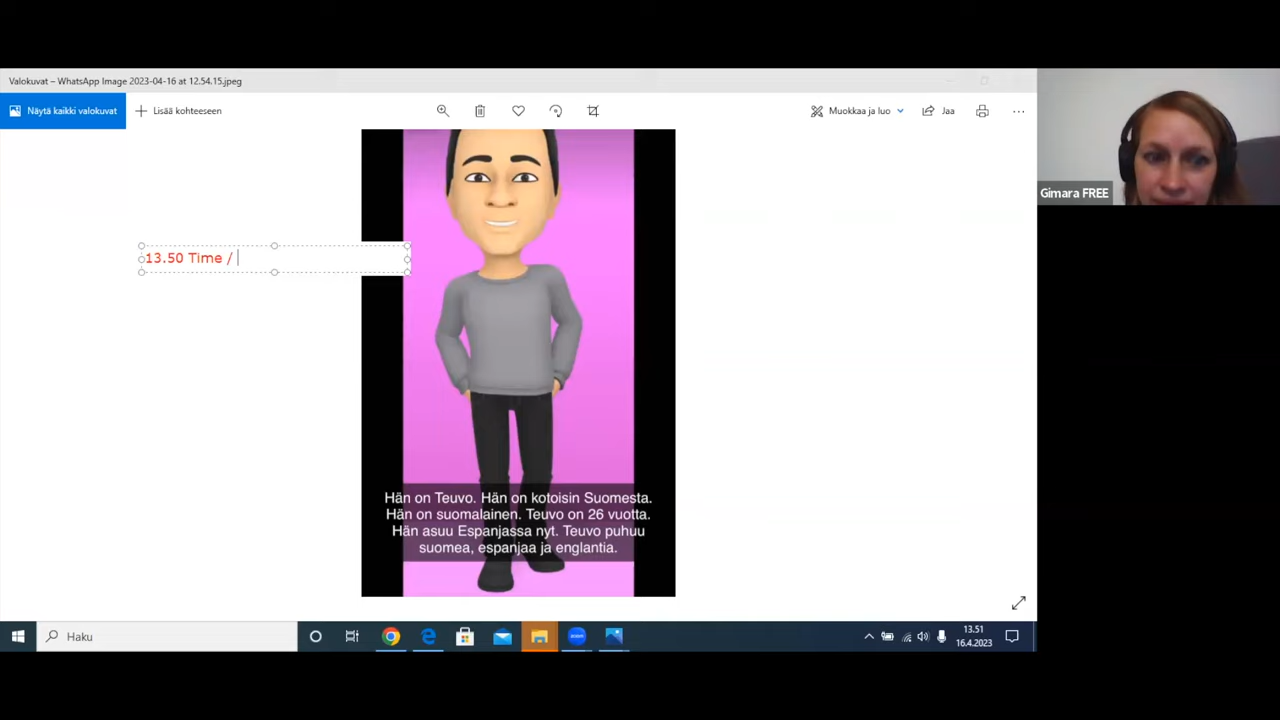 Valokuvat – WhatsApp Image 2023-04-16 at 12.54.15.jpeg
Näytä kaikki valokuvat
Lisää kohteeseen
Muokkaa ja luo
Jaa
Gimara FREE
13.50 Time /
Hän on Teuvo. Hän on kotoisin Suomesta.
Hän on suomalainen. Teuvo on 26 vuotta.
Hän asuu Espanjassa nyt. Teuvo puhuu
suomea, espanjaa ja englantia.
Haku
zoom
13.51
16.4.2023